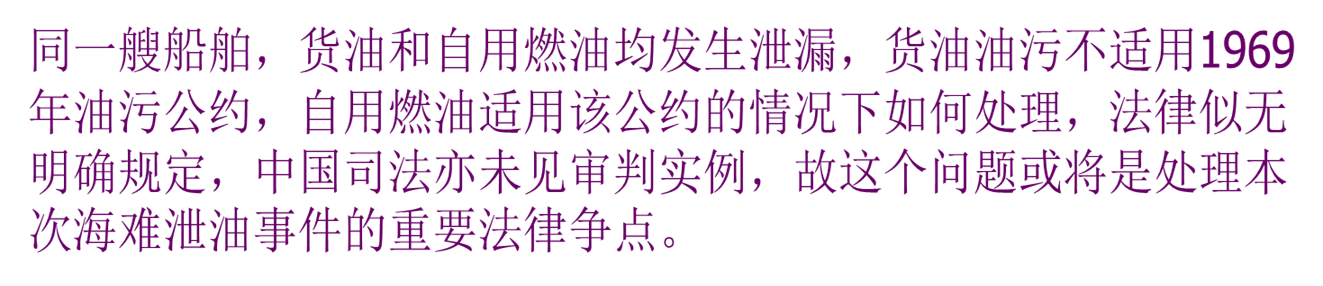 同一艘船舶，货油和自用燃油均发生泄漏，货油油污不适用1969
年油污公约，自用燃油适用该公约的情况下如何处理，法律似无
明确规定，中国司法亦未见审判实例，故这个问题或将是处理本
次海难泄油事件的重要法律争点。